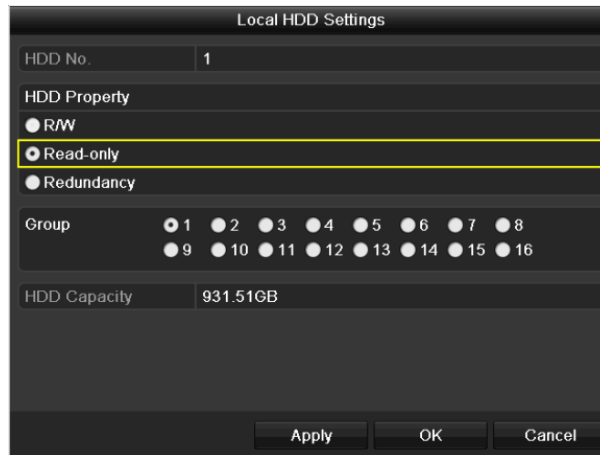 Local HDD Settings
HDD No. 1
HDD Property
R/W
Read-only
Redundancy
Group 1 2 3 4 5 6 7 8
9 10 11 12 13 14 15 16
HDD Capacity 931.51GB
Apply OK Cancel